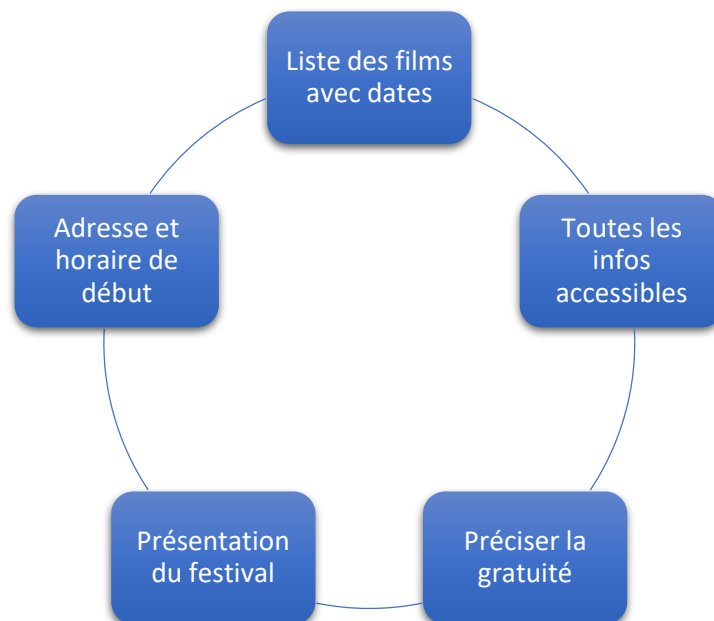 Liste des films
avec dates
Adresse et
horaire de
début
Toutes les
infos
accessibles
Présentation
du festival
Préciser la
gratuité